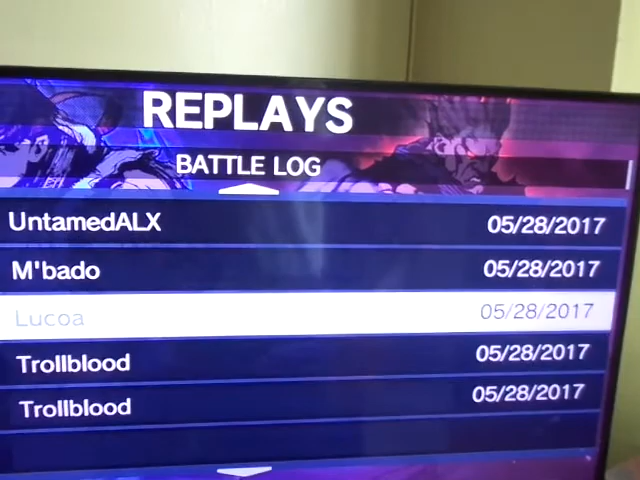 REPLAYS
BATTLE LOG
UntamedALX 05/28/2017
M'bado 05/28/2017
Lucoa 05/28/2017
Trollblood 05/28/2017
Trollblood 05/28/2017